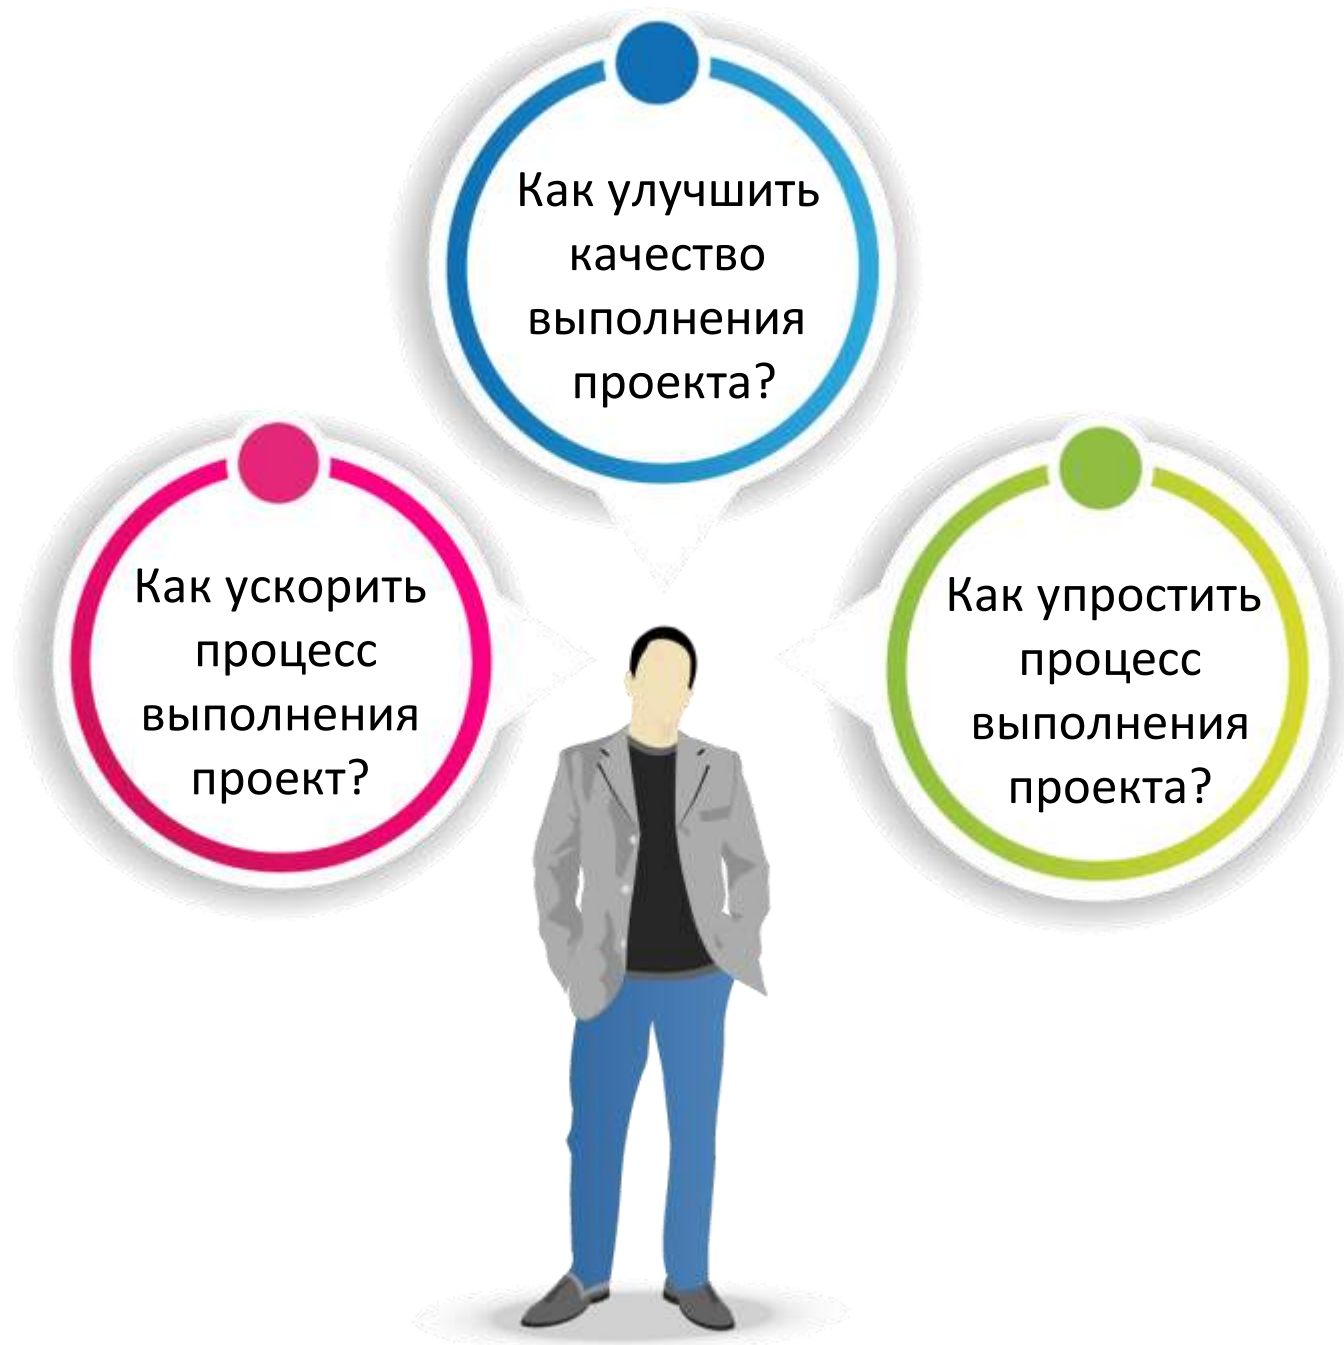 Как улучшить
качество
выполнения
проекта?
Как ускорить
процесс
выполнения
проект?
Как упростить
процесс
выполнения
проекта?